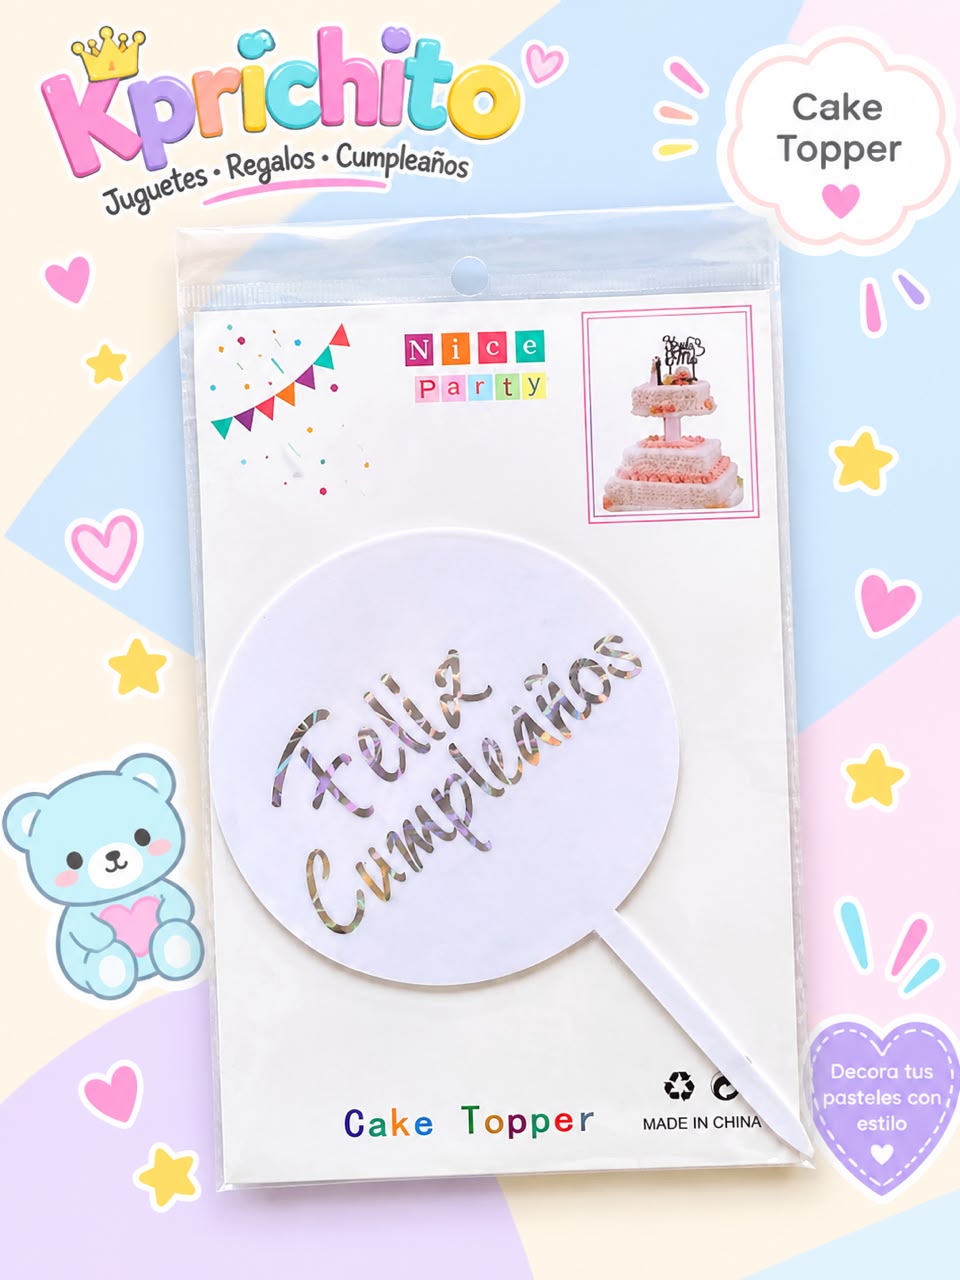 Kprichito
Juguetes • Regalos • Cumpleaños
Cake
Topper
Nice
Party
Feliz
Cumpleaños
Cake Topper
MADE IN CHINA
Decora tus
pasteles con
estilo